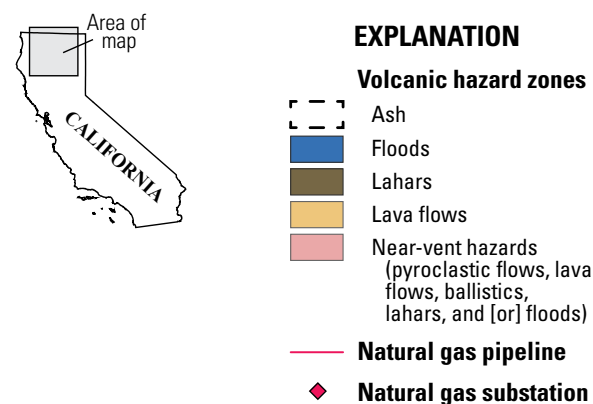 Area of
map
CALIFORNIA
EXPLANATION
Volcanic hazard zones
Ash
Floods
Lahars
Lava flows
Near-vent hazards
(pyroclastic flows, lava
flows, ballistics,
lahars, and [or] floods)
Natural gas pipeline
Natural gas substation